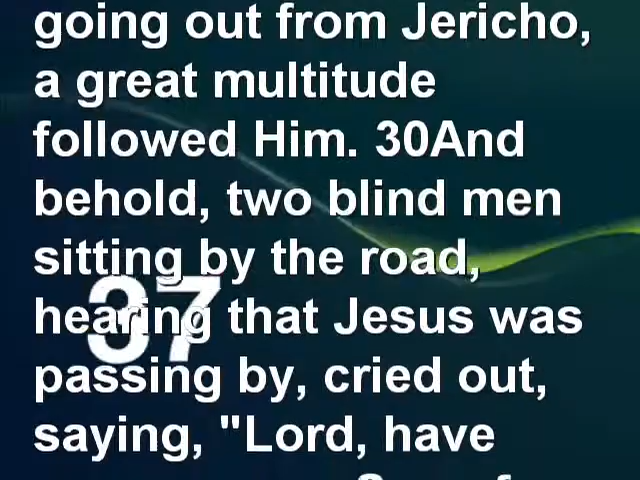 going out from Jericho,
a great multitude
followed Him. 30And
behold, two blind men
sitting by the road,
hearing that Jesus was
37
passing by, cried out,
saying, "Lord, have